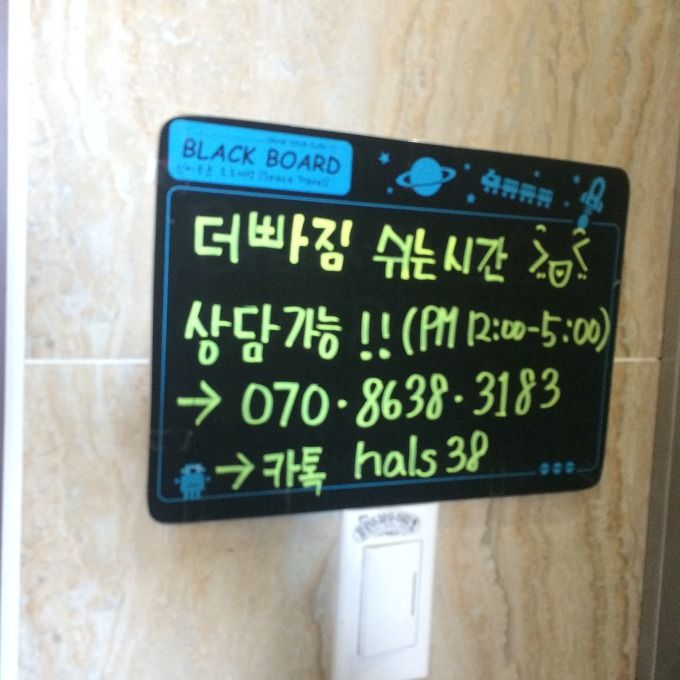 BLACK BOARD
더빠짐 쉬는시간
상담가능 !! (PM 12:00-5:00)
→ 070·8638·3183
→ 카톡 hals38